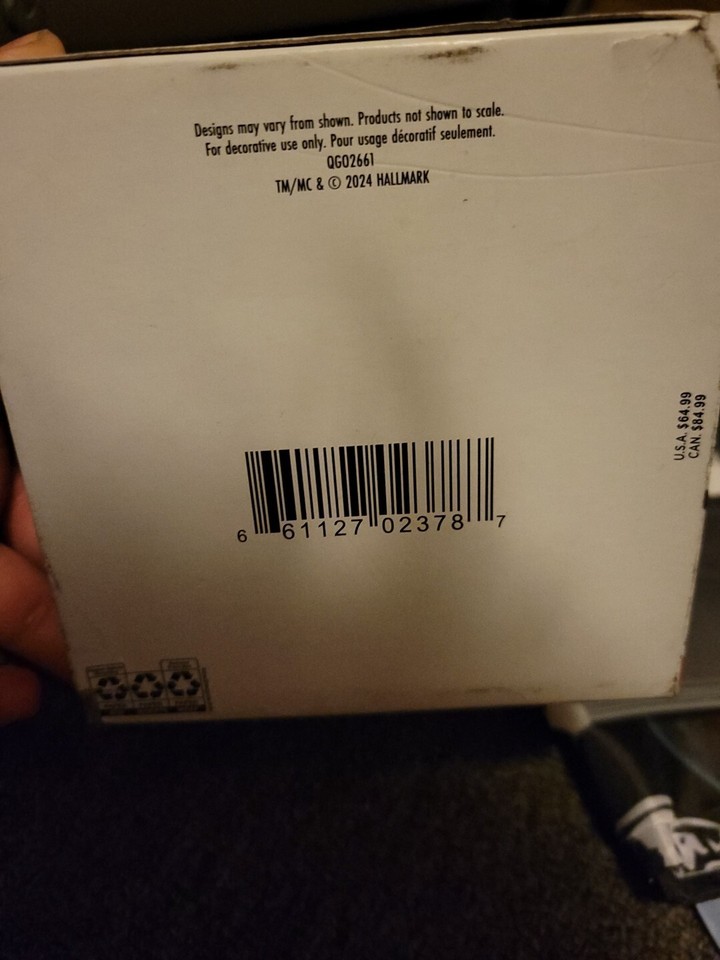 Designs may vary from shown. Products not shown to scale.
For decorative use only. Pour usage décoratif seulement.
QGO2661
TM/MC & © 2024 HALLMARK
U.S.A. $64.99
CAN. $84.99
6 61127 02378 7